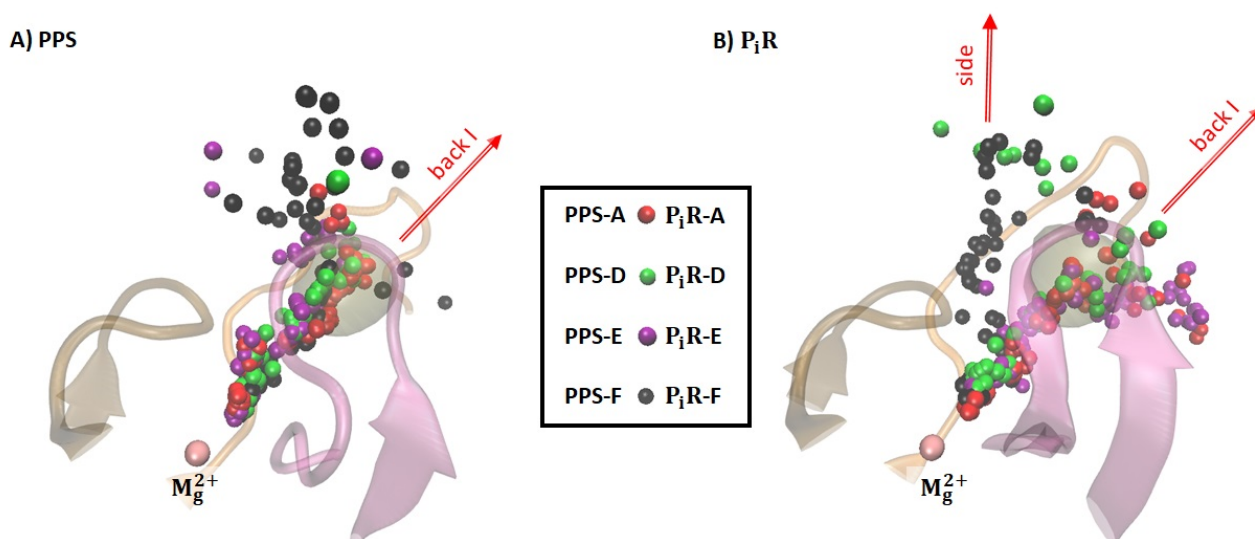 A) PPS
back I
Mg²⁺
PPS-A PᵢR-A
PPS-D PᵢR-D
PPS-E PᵢR-E
PPS-F PᵢR-F
B) PᵢR
side
back I
Mg²⁺